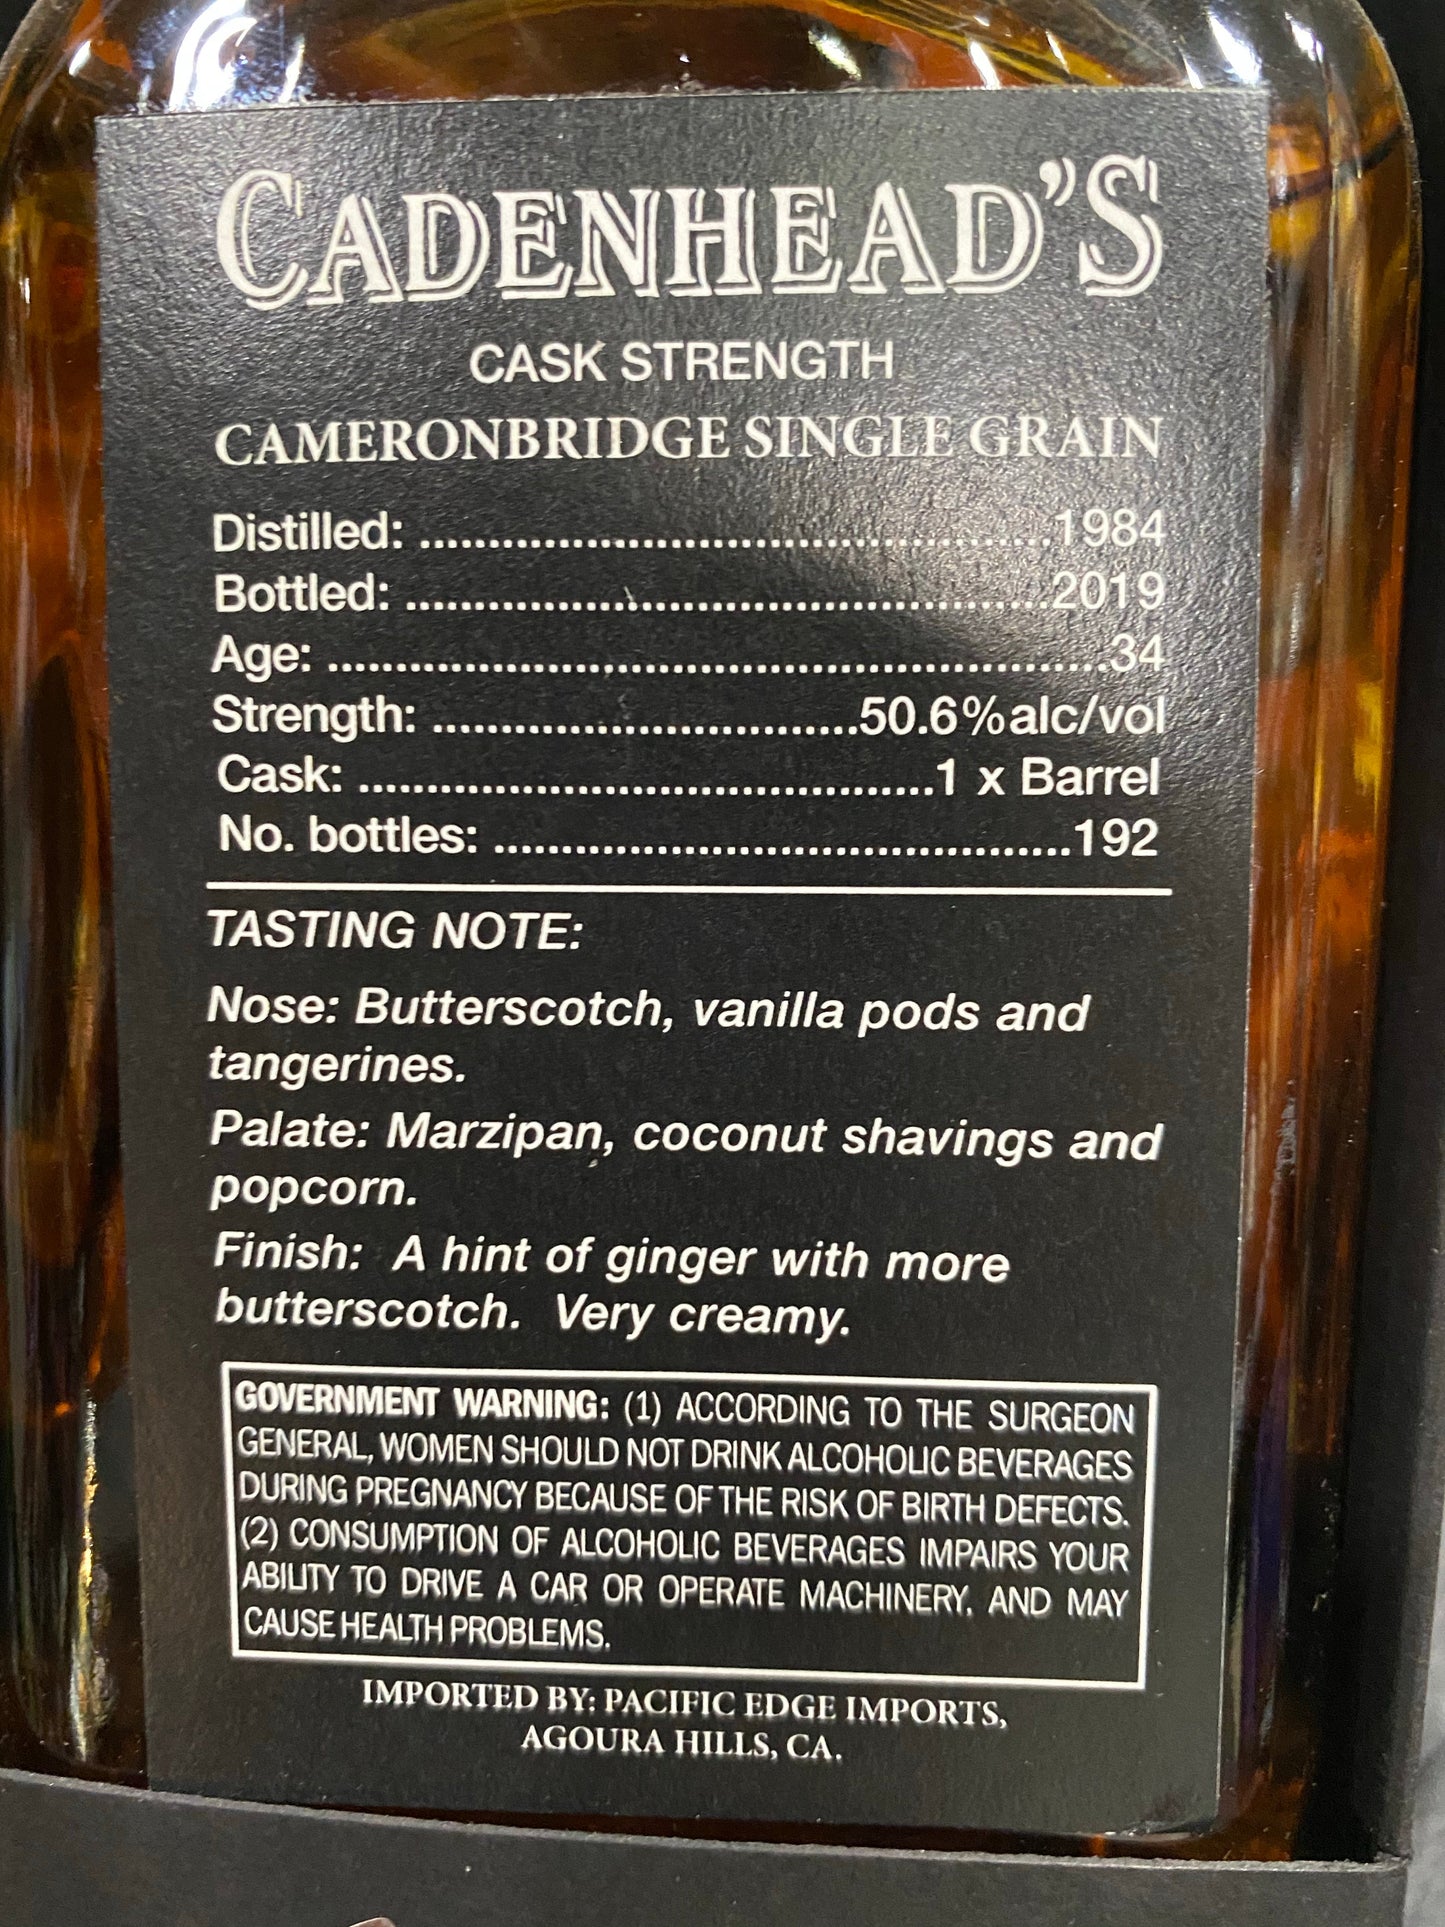 CADENHEAD'S
CASK STRENGTH
CAMERONBRIDGE SINGLE GRAIN
Distilled: ..............................................1984
Bottled: ...............................................2019
Age: .........................................................34
Strength: ...............................50.6%alc/vol
Cask: ..........................................1 x Barrel
No. bottles: ..........................................192
TASTING NOTE:
Nose: Butterscotch, vanilla pods and
tangerines.
Palate: Marzipan, coconut shavings and
popcorn.
Finish: A hint of ginger with more
butterscotch. Very creamy.
GOVERNMENT WARNING: (1) ACCORDING TO THE SURGEON
GENERAL, WOMEN SHOULD NOT DRINK ALCOHOLIC BEVERAGES
DURING PREGNANCY BECAUSE OF THE RISK OF BIRTH DEFECTS.
(2) CONSUMPTION OF ALCOHOLIC BEVERAGES IMPAIRS YOUR
ABILITY TO DRIVE A CAR OR OPERATE MACHINERY, AND MAY
CAUSE HEALTH PROBLEMS.
IMPORTED BY: PACIFIC EDGE IMPORTS,
AGOURA HILLS, CA.